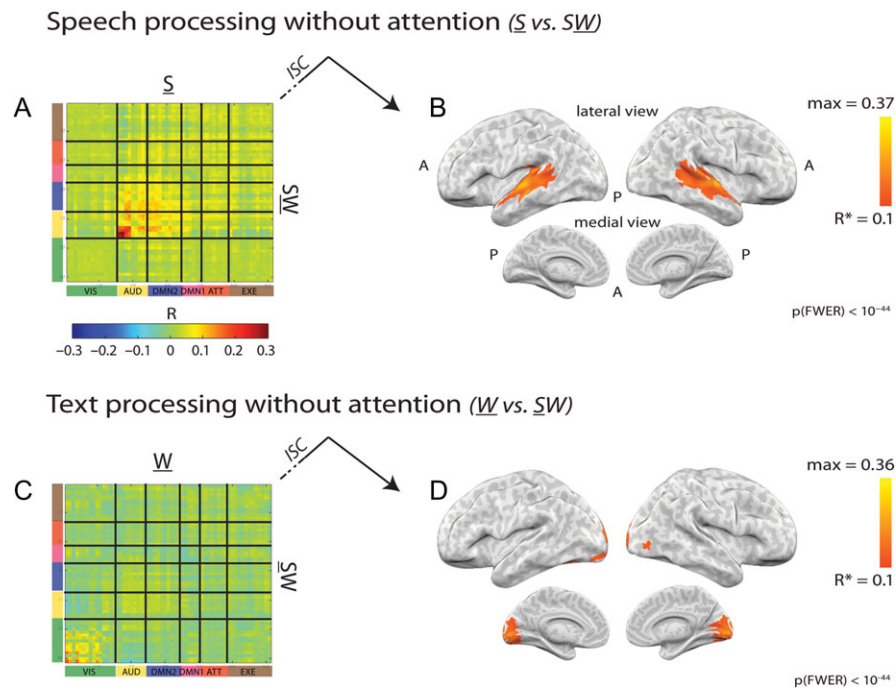 Speech processing without attention (S vs. SW)
A
S
ISC
SW
VIS AUD DMN2 DMN1 ATT EXE
R
−0.3 −0.2 −0.1 0 0.1 0.2 0.3
B
lateral view
max = 0.37
A
A
P
medial view
R* = 0.1
P
P
A
p(FWER) < 10⁻⁴⁴
Text processing without attention (W vs. SW)
C
W
ISC
SW
VIS AUD DMN2 DMN1 ATT EXE
D
max = 0.36
R* = 0.1
p(FWER) < 10⁻⁴⁴